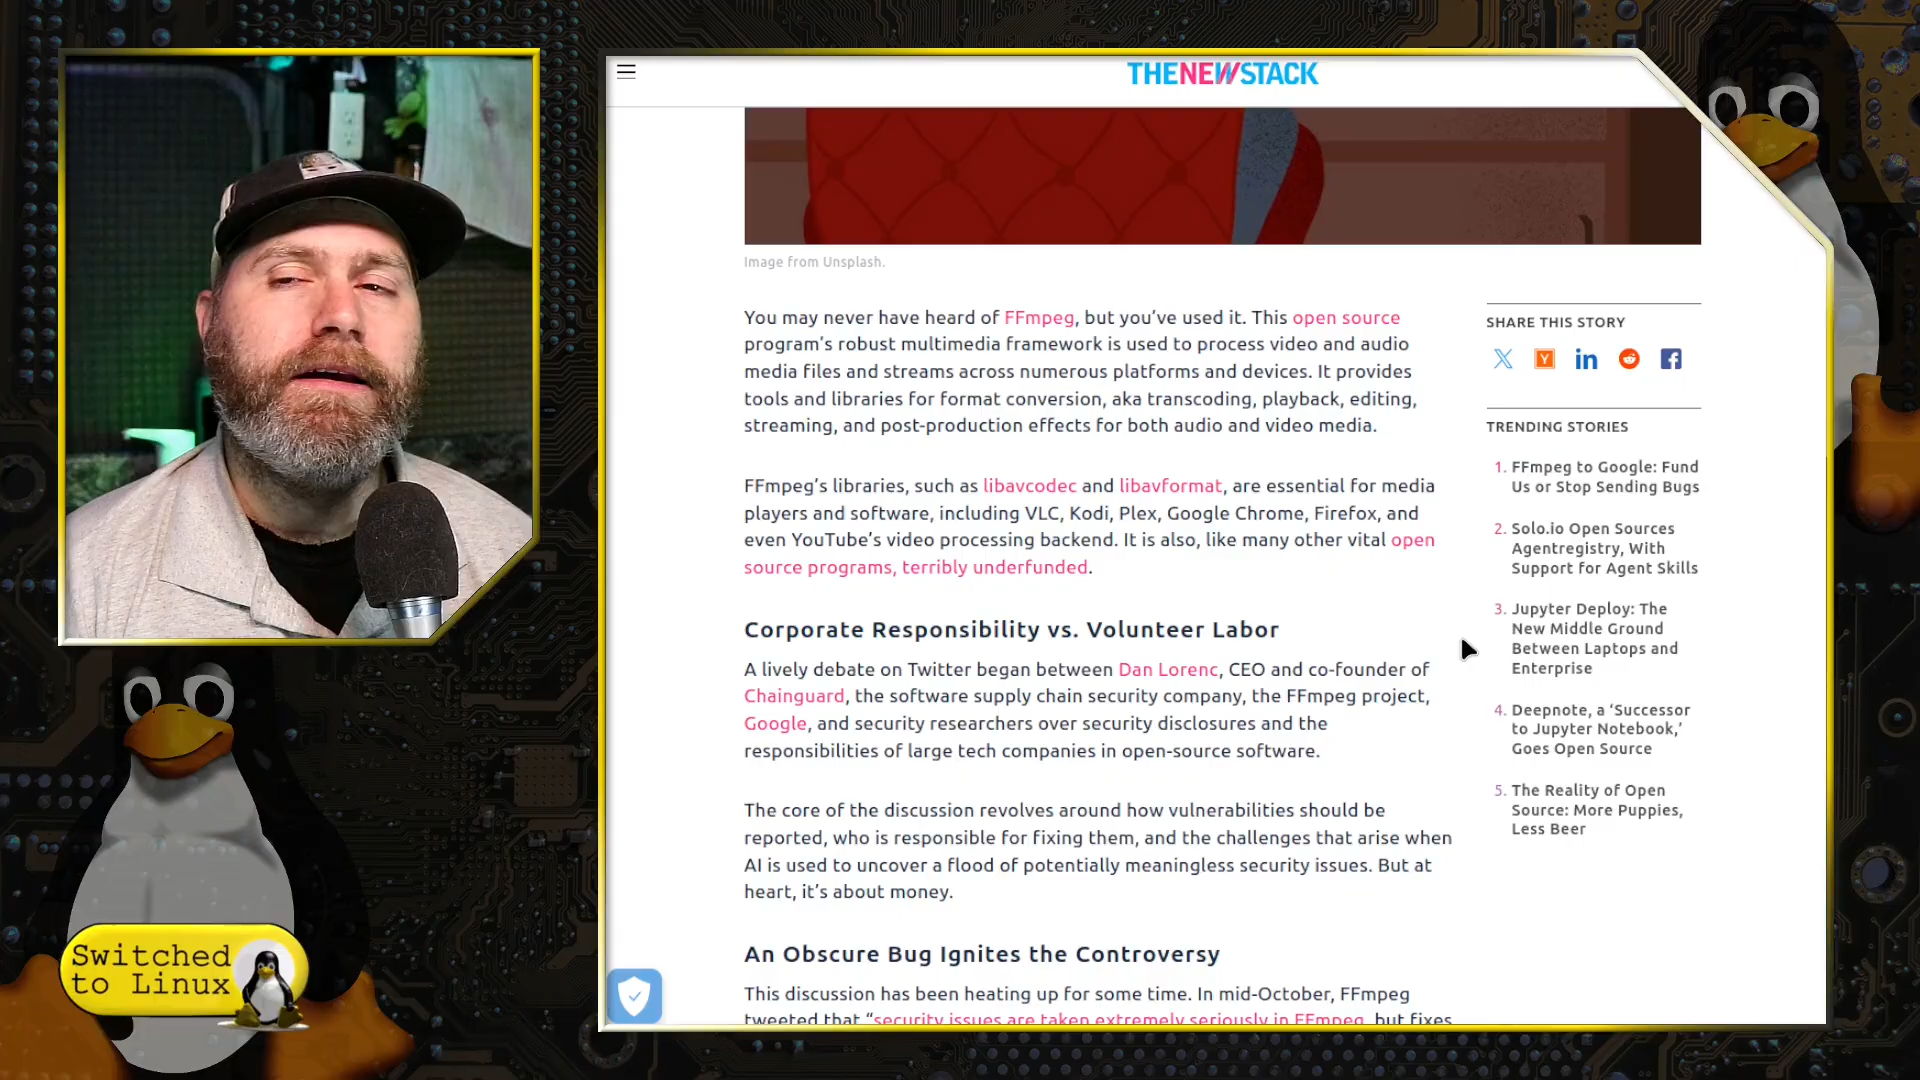 THENEWSTACK
Image from Unsplash.
You may never have heard of FFmpeg, but you've used it. This open source
program's robust multimedia framework is used to process video and audio
media files and streams across numerous platforms and devices. It provides
tools and libraries for format conversion, aka transcoding, playback, editing,
streaming, and post-production effects for both audio and video media.
FFmpeg's libraries, such as libavcodec and libavformat, are essential for media
players and software, including VLC, Kodi, Plex, Google Chrome, Firefox, and
even YouTube's video processing backend. It is also, like many other vital open
source programs, terribly underfunded.
Corporate Responsibility vs. Volunteer Labor
A lively debate on Twitter began between Dan Lorenc, CEO and co-founder of
Chainguard, the software supply chain security company, the FFmpeg project,
Google, and security researchers over security disclosures and the
responsibilities of large tech companies in open-source software.
The core of the discussion revolves around how vulnerabilities should be
reported, who is responsible for fixing them, and the challenges that arise when
AI is used to uncover a flood of potentially meaningless security issues. But at
heart, it's about money.
An Obscure Bug Ignites the Controversy
This discussion has been heating up for some time. In mid-October, FFmpeg
tweeted that "security issues are taken extremely seriously in FFmpeg, but fixes
SHARE THIS STORY
TRENDING STORIES
1. FFmpeg to Google: Fund
Us or Stop Sending Bugs
2. Solo.io Open Sources
Agentregistry, With
Support for Agent Skills
3. Jupyter Deploy: The
New Middle Ground
Between Laptops and
Enterprise
4. Deepnote, a 'Successor
to Jupyter Notebook,'
Goes Open Source
5. The Reality of Open
Source: More Puppies,
Less Beer
Switched
to Linux